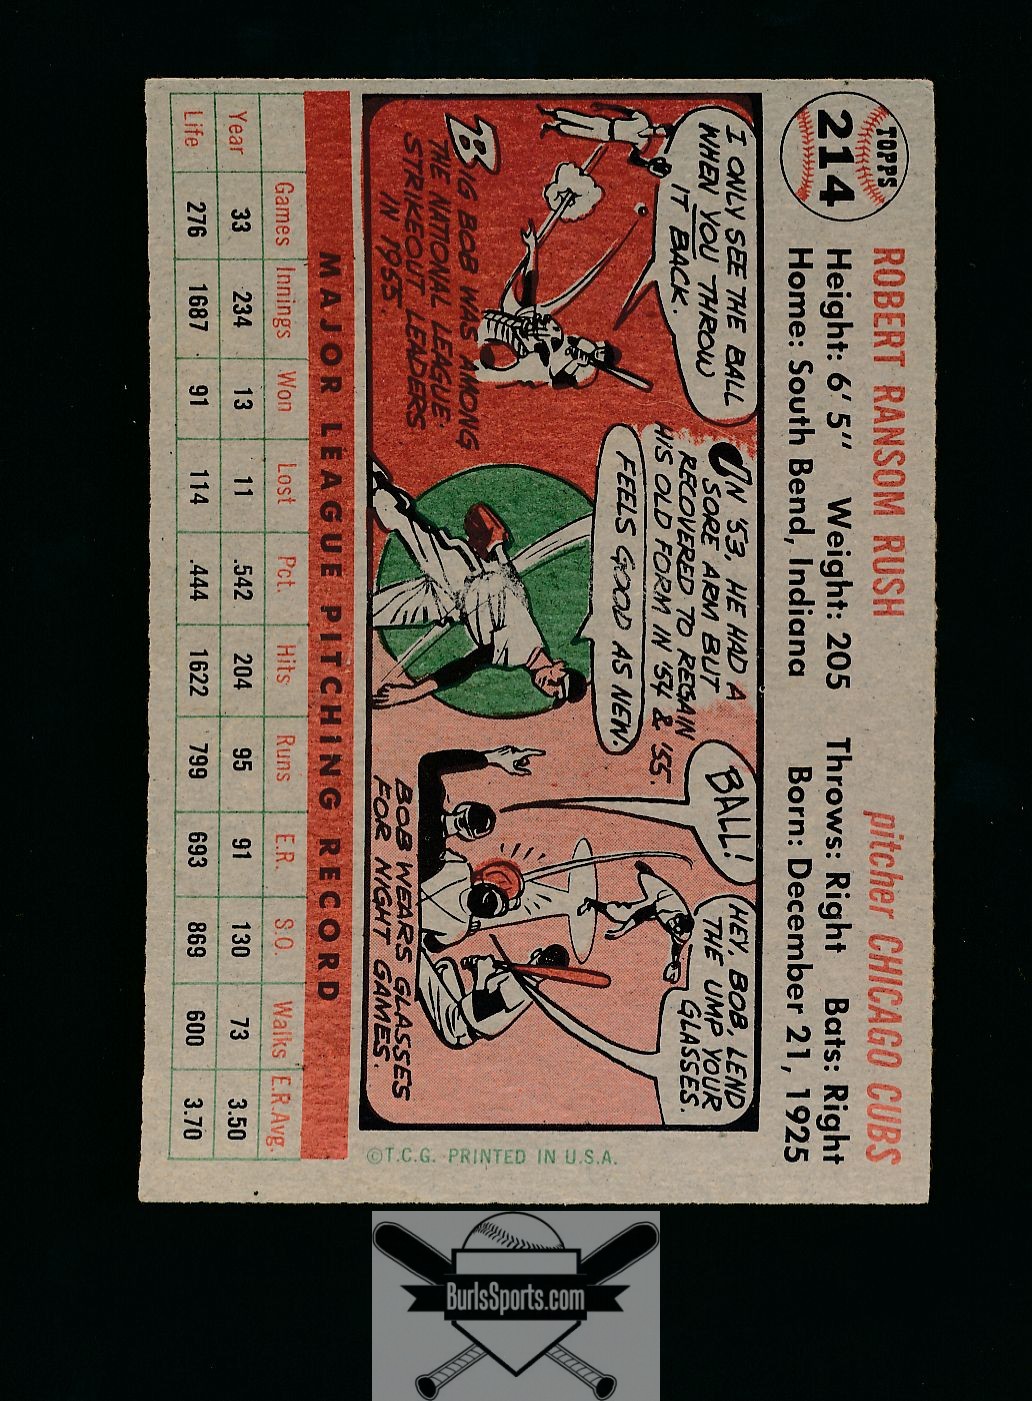 TOPPS
214
ROBERT RANSOM RUSH
pitcher CHICAGO CUBS
Height: 6' 5" Weight: 205 Throws: Right Bats: Right
Home: South Bend, Indiana Born: December 21, 1925
I ONLY SEE THE BALL
WHEN YOU THROW
IT BACK.
BIG BOB WAS AMONG
THE NATIONAL LEAGUE
STRIKEOUT LEADERS
IN 1955.
IN '53, HE HAD A
SORE ARM BUT
RECOVERED TO REGAIN
HIS OLD FORM IN '54 & '55.
FEELS GOOD AS NEW.
BALL!
HEY, BOB, LEND
THE UMP YOUR
GLASSES.
BOB WEARS GLASSES
FOR NIGHT GAMES.
©T.C.G. PRINTED IN U.S.A.
MAJOR LEAGUE PITCHING RECORD
Games Innings Won Lost Pct. Hits Runs E.R. S.O. Walks E.R.Avg.
Year 33 234 13 11 .542 204 95 91 130 73 3.50
Life 276 1687 91 114 .444 1622 799 693 869 600 3.70
BurlsSports.com